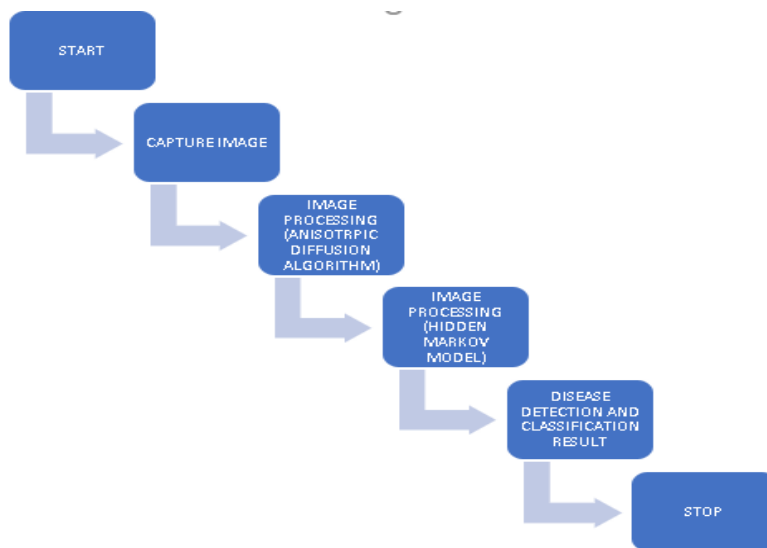 START
CAPTURE IMAGE
IMAGE
PROCESSING
(ANISOTRPIC
DIFFUSION
ALGORITHM)
IMAGE
PROCESSING
(HIDDEN
MARKOV
MODEL)
DISEASE
DETECTION AND
CLASSIFICATION
RESULT
STOP